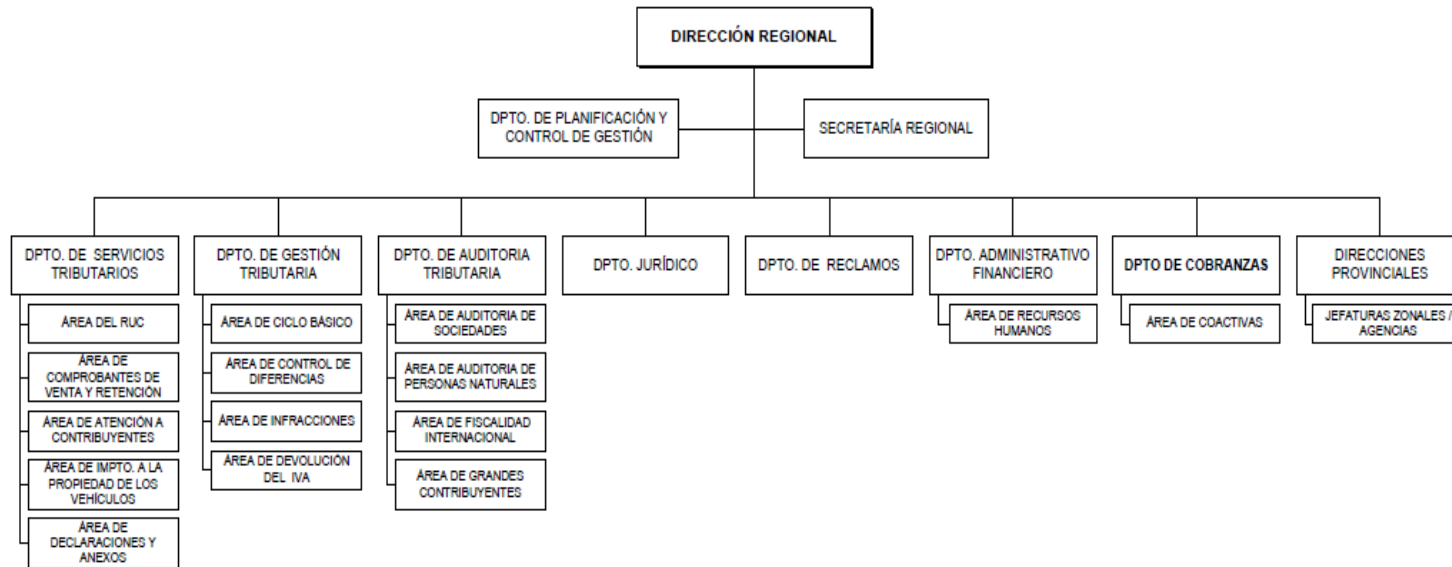 DIRECCIÓN REGIONAL
DPTO. DE PLANIFICACIÓN Y
CONTROL DE GESTIÓN
SECRETARÍA REGIONAL
DPTO. DE SERVICIOS
TRIBUTARIOS
DPTO. DE GESTIÓN
TRIBUTARIA
DPTO. DE AUDITORIA
TRIBUTARIA
DPTO. JURÍDICO
DPTO. DE RECLAMOS
DPTO. ADMINISTRATIVO
FINANCIERO
DPTO DE COBRANZAS
DIRECCIONES
PROVINCIALES
ÁREA DEL RUC
ÁREA DE
COMPROBANTES DE
VENTA Y RETENCIÓN
ÁREA DE ATENCIÓN A
CONTRIBUYENTES
ÁREA DE IMPTO. A LA
PROPIEDAD DE LOS
VEHÍCULOS
ÁREA DE
DECLARACIONES Y
ANEXOS
ÁREA DE CICLO BÁSICO
ÁREA DE CONTROL DE
DIFERENCIAS
ÁREA DE INFRACCIONES
ÁREA DE DEVOLUCIÓN
DEL IVA
ÁREA DE AUDITORIA DE
SOCIEDADES
ÁREA DE AUDITORIA DE
PERSONAS NATURALES
ÁREA DE FISCALIDAD
INTERNACIONAL
ÁREA DE GRANDES
CONTRIBUYENTES
ÁREA DE RECURSOS
HUMANOS
ÁREA DE COACTIVAS
JEFATURAS ZONALES /
AGENCIAS